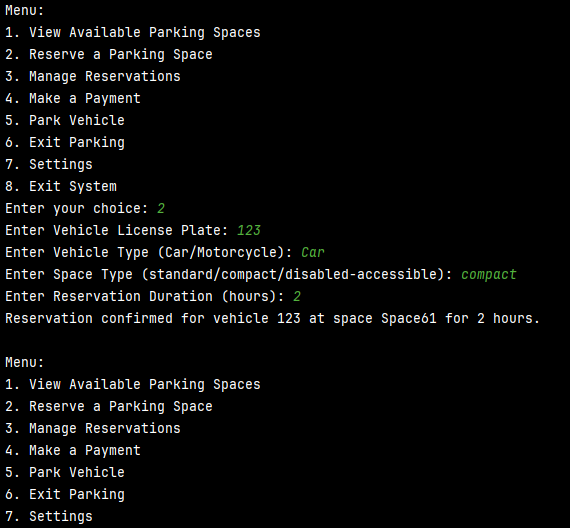 Menu:
1. View Available Parking Spaces
2. Reserve a Parking Space
3. Manage Reservations
4. Make a Payment
5. Park Vehicle
6. Exit Parking
7. Settings
8. Exit System
Enter your choice: 2
Enter Vehicle License Plate: 123
Enter Vehicle Type (Car/Motorcycle): Car
Enter Space Type (standard/compact/disabled-accessible): compact
Enter Reservation Duration (hours): 2
Reservation confirmed for vehicle 123 at space Space61 for 2 hours.

Menu:
1. View Available Parking Spaces
2. Reserve a Parking Space
3. Manage Reservations
4. Make a Payment
5. Park Vehicle
6. Exit Parking
7. Settings